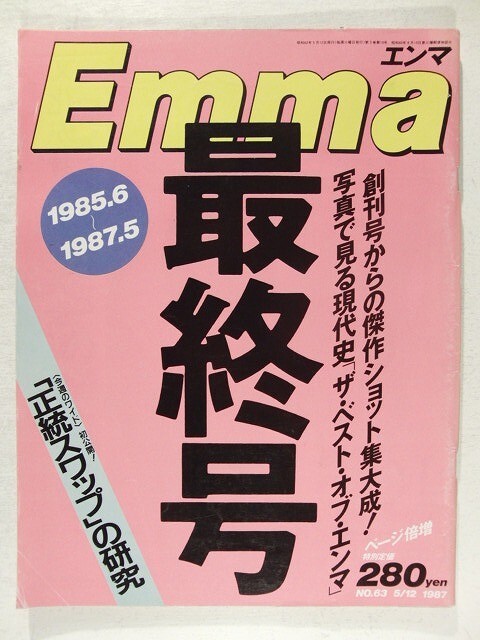 Emma
エンマ
1985.6
〜
1987.5
最終号
創刊号からの傑作ショット集大成!
写真で見る現代史「ザ・ベスト・オブ・エンマ」
〈今週のワイド〉初公開!
「正統スワップ」の研究
ページ倍増
特別定価
280yen
NO.63 5/12 1987